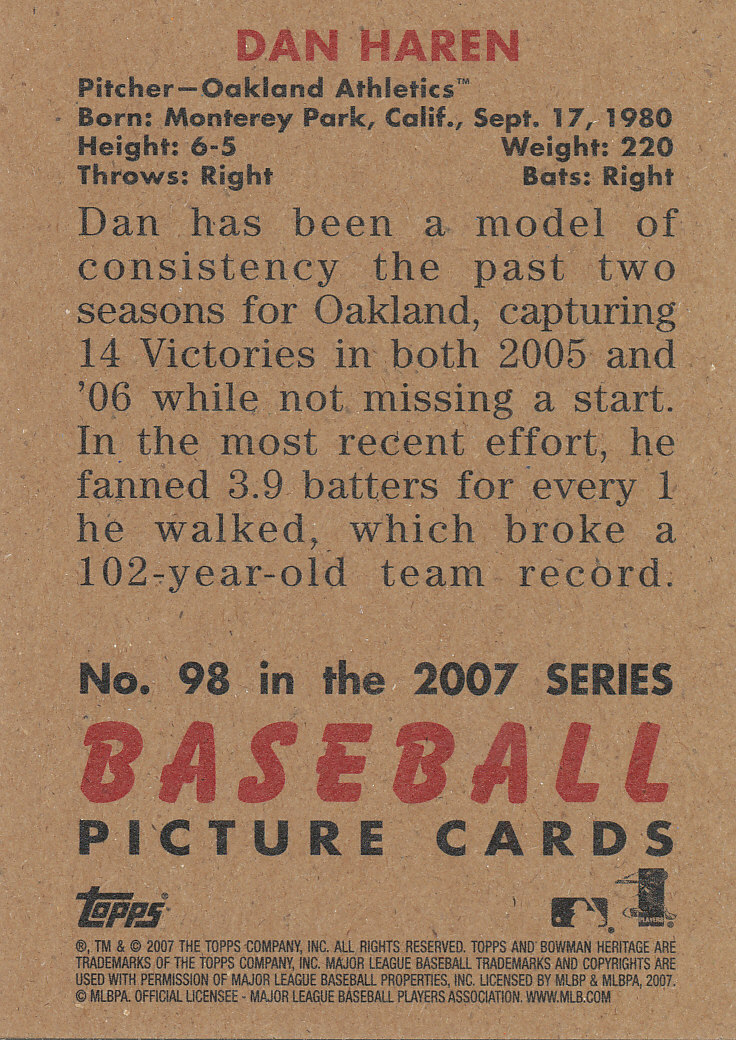 DAN HAREN
Pitcher—Oakland Athletics™
Born: Monterey Park, Calif., Sept. 17, 1980
Height: 6-5 Weight: 220
Throws: Right Bats: Right
Dan has been a model of
consistency the past two
seasons for Oakland, capturing
14 Victories in both 2005 and
’06 while not missing a start.
In the most recent effort, he
fanned 3.9 batters for every 1
he walked, which broke a
102-year-old team record.
No. 98 in the 2007 SERIES
BASEBALL
PICTURE CARDS
Topps®
PLAYERS
®, TM & © 2007 THE TOPPS COMPANY, INC. ALL RIGHTS RESERVED. TOPPS AND BOWMAN HERITAGE ARE
TRADEMARKS OF THE TOPPS COMPANY, INC. MAJOR LEAGUE BASEBALL TRADEMARKS AND COPYRIGHTS ARE
USED WITH PERMISSION OF MAJOR LEAGUE BASEBALL PROPERTIES, INC. LICENSED BY MLBP & MLBPA, 2007.
© MLBPA. OFFICIAL LICENSEE - MAJOR LEAGUE BASEBALL PLAYERS ASSOCIATION. WWW.MLB.COM